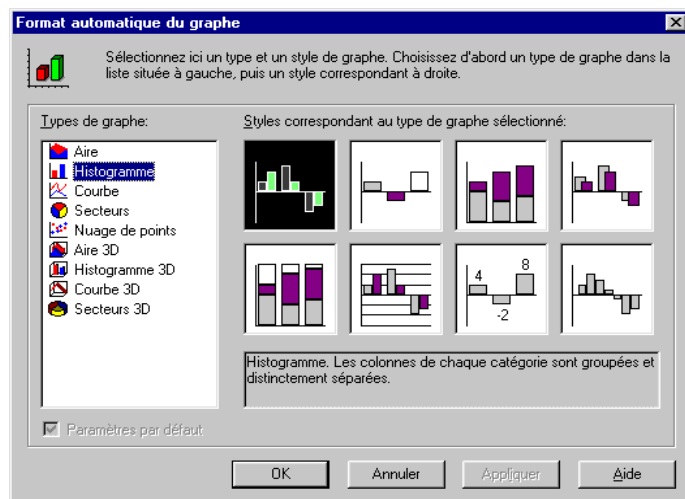 Format automatique du graphe
Sélectionnez ici un type et un style de graphe. Choisissez d'abord un type de graphe dans la
liste située à gauche, puis un style correspondant à droite.
Types de graphe:
Aire
Histogramme
Courbe
Secteurs
Nuage de points
Aire 3D
Histogramme 3D
Courbe 3D
Secteurs 3D
Styles correspondant au type de graphe sélectionné:
4
8
-2
Histogramme. Les colonnes de chaque catégorie sont groupées et
distinctement séparées.
Paramètres par défaut
OK
Annuler
Appliquer
Aide